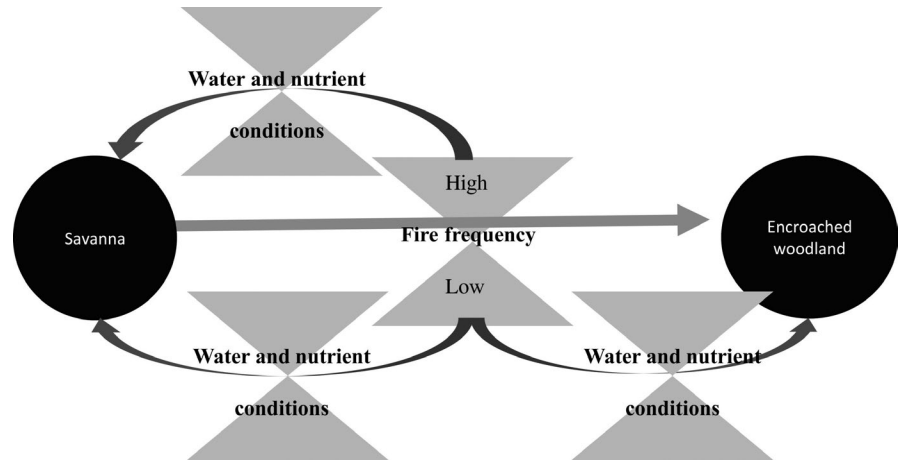 Water and nutrient
conditions
High
Savanna
Fire frequency
Encroached
woodland
Low
Water and nutrient
conditions
Water and nutrient
conditions